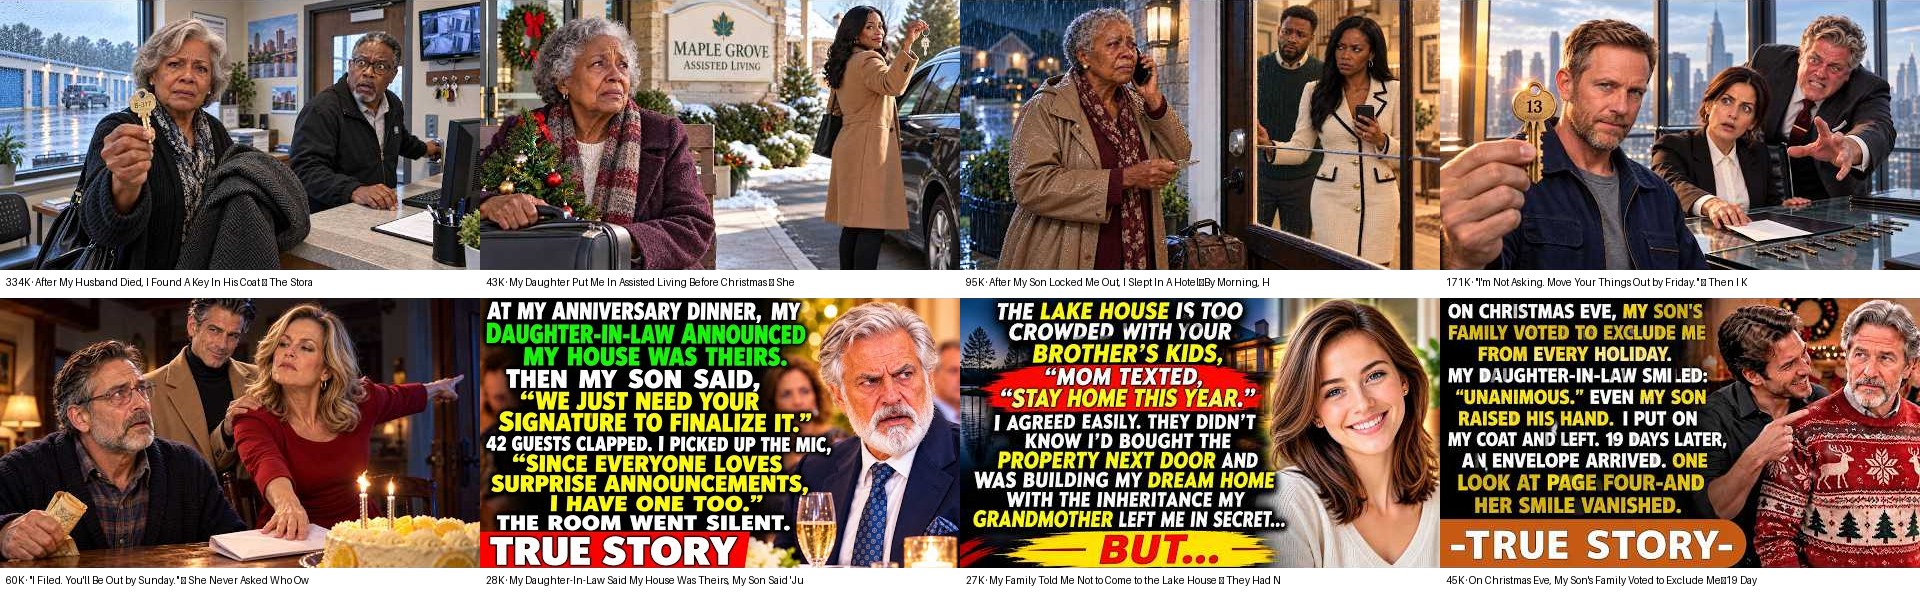 B-317
MAPLE GROVE
ASSISTED LIVING
13
334K · After My Husband Died, I Found A Key In His Coat▯ The Stora
43K · My Daughter Put Me In Assisted Living Before Christmas▯ She
95K · After My Son Locked Me Out, I Slept In A Hotel▯By Morning, H
171K · "I'm Not Asking. Move Your Things Out by Friday." ▯ Then I K
AT MY ANNIVERSARY DINNER, MY
DAUGHTER-IN-LAW ANNOUNCED
MY HOUSE WAS THEIRS.
THEN MY SON SAID,
"WE JUST NEED YOUR
SIGNATURE TO FINALIZE IT."
42 GUESTS CLAPPED. I PICKED UP THE MIC,
"SINCE EVERYONE LOVES
SURPRISE ANNOUNCEMENTS,
I HAVE ONE TOO."
THE ROOM WENT SILENT.
TRUE STORY
THE LAKE HOUSE IS TOO
CROWDED WITH YOUR
BROTHER'S KIDS,
"MOM TEXTED,
"STAY HOME THIS YEAR."
I AGREED EASILY. THEY DIDN'T
KNOW I'D BOUGHT THE
PROPERTY NEXT DOOR AND
WAS BUILDING MY DREAM HOME
WITH THE INHERITANCE MY
GRANDMOTHER LEFT ME IN SECRET...
BUT...
ON CHRISTMAS EVE, MY SON'S
FAMILY VOTED TO EXCLUDE ME
FROM EVERY HOLIDAY.
MY DAUGHTER-IN-LAW SMILED:
"UNANIMOUS." EVEN MY SON
RAISED HIS HAND. I PUT ON
MY COAT AND LEFT. 19 DAYS LATER,
AN ENVELOPE ARRIVED. ONE
LOOK AT PAGE FOUR-AND
HER SMILE VANISHED.
-TRUE STORY-
60K · "I Filed. You'll Be Out by Sunday." ▯ She Never Asked Who Ow
28K · My Daughter-In-Law Said My House Was Theirs, My Son Said 'Ju
27K · My Family Told Me Not to Come to the Lake House ▯ They Had N
45K · On Christmas Eve, My Son's Family Voted to Exclude Me▯19 Day